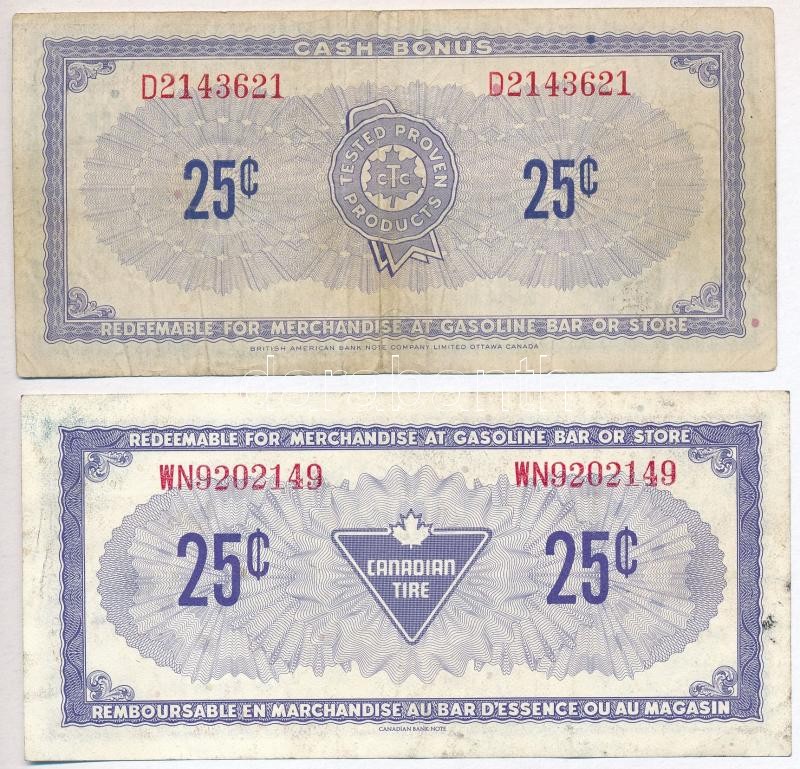 CASH BONUS
D2143621 D2143621
TESTED PROVEN
CTC
PRODUCTS
25¢ 25¢
REDEEMABLE FOR MERCHANDISE AT GASOLINE BAR OR STORE
BRITISH AMERICAN BANK NOTE COMPANY LIMITED OTTAWA CANADA
darabanth
REDEEMABLE FOR MERCHANDISE AT GASOLINE BAR OR STORE
WN9202149 WN9202149
25¢ 25¢
CANADIAN
TIRE
REMBOURSABLE EN MARCHANDISE AU BAR D'ESSENCE OU AU MAGASIN
CANADIAN BANK NOTE